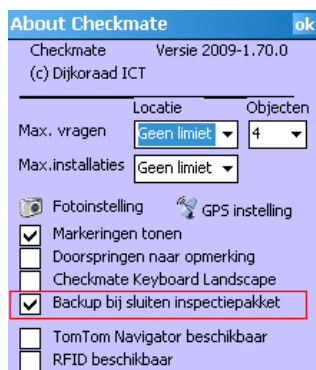 About Checkmate ok
Checkmate Versie 2009-1.70.0
(c) Dijkoraad ICT
Locatie Objecten
Max. vragen Geen limiet 4
Max.installaties Geen limiet
Fotoinstelling GPS instelling
Markeringen tonen
Doorspringen naar opmerking
Checkmate Keyboard Landscape
Backup bij sluiten inspectiepakket
TomTom Navigator beschikbaar
RFID beschikbaar